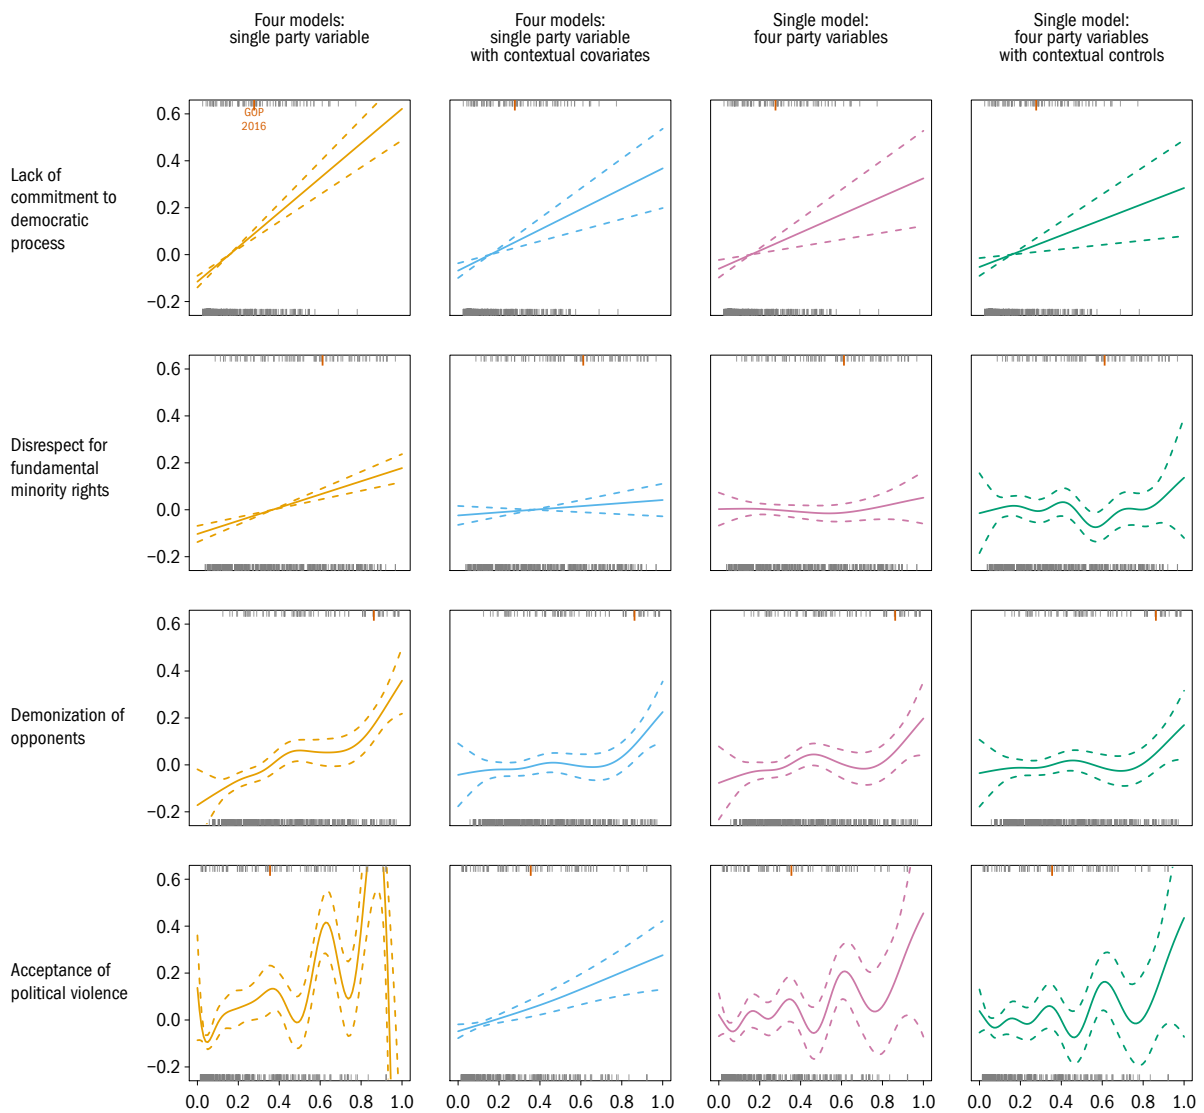 Four models:
single party variable
Four models:
single party variable
with contextual covariates
Single model:
four party variables
Single model:
four party variables
with contextual controls
Lack of
commitment to
democratic
process
0.6
0.4
0.2
0.0
−0.2
GOP
2016
Disrespect for
fundamental
minority rights
0.6
0.4
0.2
0.0
−0.2
Demonization of
opponents
0.6
0.4
0.2
0.0
−0.2
Acceptance of
political violence
0.6
0.4
0.2
0.0
−0.2
0.0 0.2 0.4 0.6 0.8 1.0
0.0 0.2 0.4 0.6 0.8 1.0
0.0 0.2 0.4 0.6 0.8 1.0
0.0 0.2 0.4 0.6 0.8 1.0